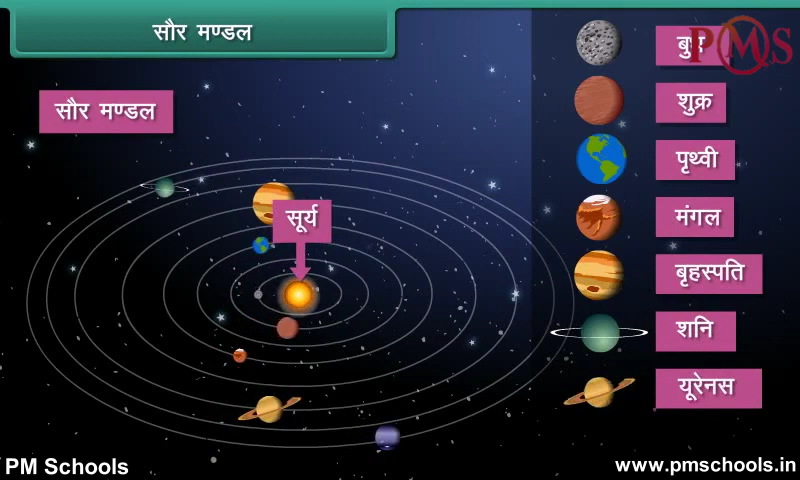 सौर मण्डल
सौर मण्डल
सूर्य
बुध
PMS
शुक्र
पृथ्वी
मंगल
बृहस्पति
शनि
यूरेनस
PM Schools
www.pmschools.in